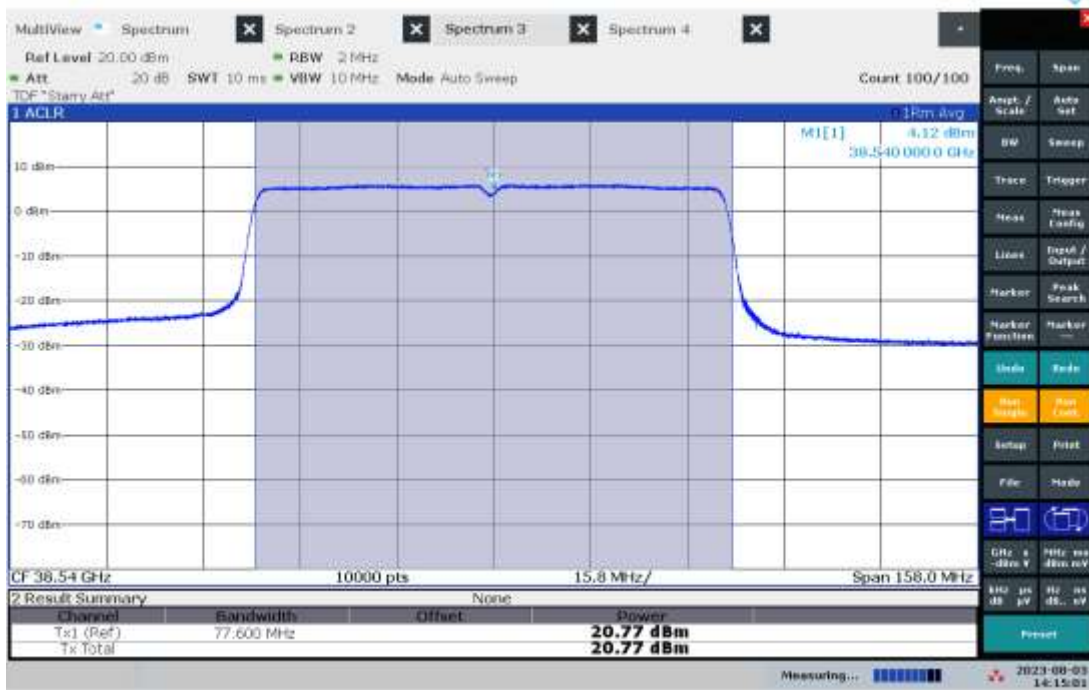 MultiView Spectrum Spectrum 2 Spectrum 3 Spectrum 4
Ref Level 20.00 dBm RBW 2 MHz
Att 20 dB SWT 10 ms VBW 10 MHz Mode Auto Sweep Count 100/100
TDF "Starry Att"
1 ACLR 1Rm Avg
M1[1] 4.12 dBm
38.540 000 0 GHz
10 dBm
0 dBm
-10 dBm
-20 dBm
-30 dBm
-40 dBm
-50 dBm
-60 dBm
-70 dBm
CF 38.54 GHz 10000 pts 15.8 MHz/ Span 158.0 MHz
2 Result Summary None
Channel Bandwidth Offset Power
Tx1 (Ref) 77.600 MHz 20.77 dBm
Tx Total 20.77 dBm
Measuring... 2023-08-03
14:15:01
Freq. Span
Ampt. / Scale Auto Set
BW Sweep
Trace Trigger
Meas Meas Config
Lines Input / Output
Marker Peak Search
Marker Function Marker
Undo Redo
Run Single Run Cont.
Setup Print
File Mode
Preset